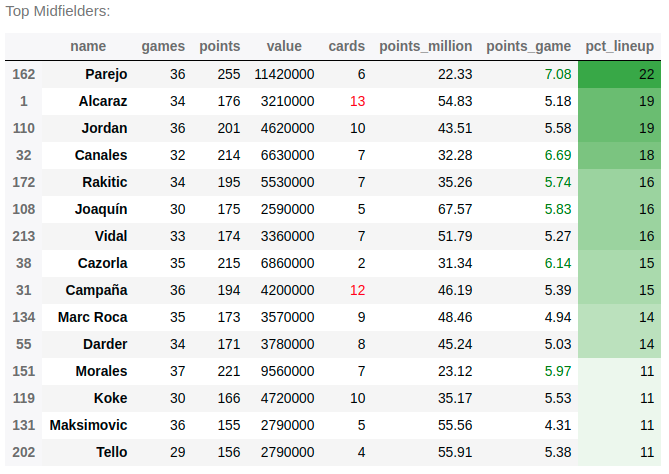 Top Midfielders:
name games points value cards points_million points_game pct_lineup
162 Parejo 36 255 11420000 6 22.33 7.08 22
1 Alcaraz 34 176 3210000 13 54.83 5.18 19
110 Jordan 36 201 4620000 10 43.51 5.58 19
32 Canales 32 214 6630000 7 32.28 6.69 18
172 Rakitic 34 195 5530000 7 35.26 5.74 16
108 Joaquín 30 175 2590000 5 67.57 5.83 16
213 Vidal 33 174 3360000 7 51.79 5.27 16
38 Cazorla 35 215 6860000 2 31.34 6.14 15
31 Campaña 36 194 4200000 12 46.19 5.39 15
134 Marc Roca 35 173 3570000 9 48.46 4.94 14
55 Darder 34 171 3780000 8 45.24 5.03 14
151 Morales 37 221 9560000 7 23.12 5.97 11
119 Koke 30 166 4720000 10 35.17 5.53 11
131 Maksimovic 36 155 2790000 5 55.56 4.31 11
202 Tello 29 156 2790000 4 55.91 5.38 11